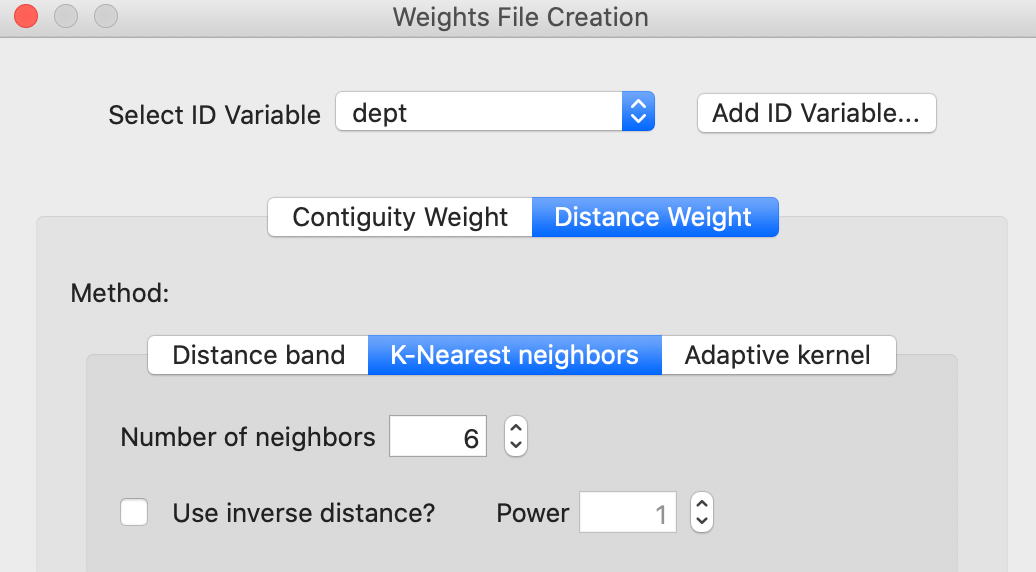 Weights File Creation
Select ID Variable dept Add ID Variable...
Contiguity Weight Distance Weight
Method:
Distance band K-Nearest neighbors Adaptive kernel
Number of neighbors 6
Use inverse distance? Power 1